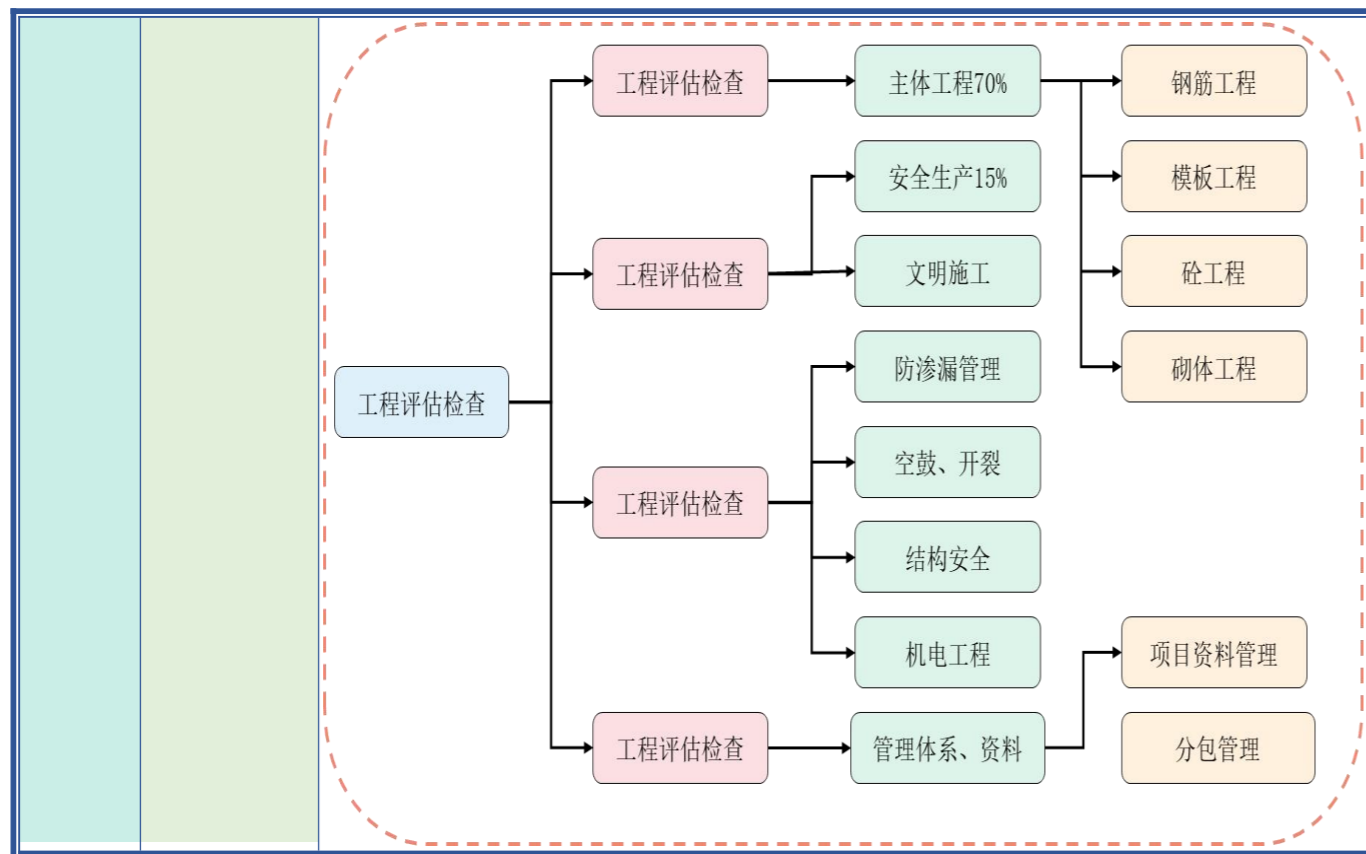 工程评估检查
主体工程70%
钢筋工程
安全生产15%
模板工程
工程评估检查
文明施工
砼工程
防渗漏管理
砌体工程
工程评估检查
空鼓、开裂
工程评估检查
结构安全
机电工程
项目资料管理
工程评估检查
管理体系、资料
分包管理